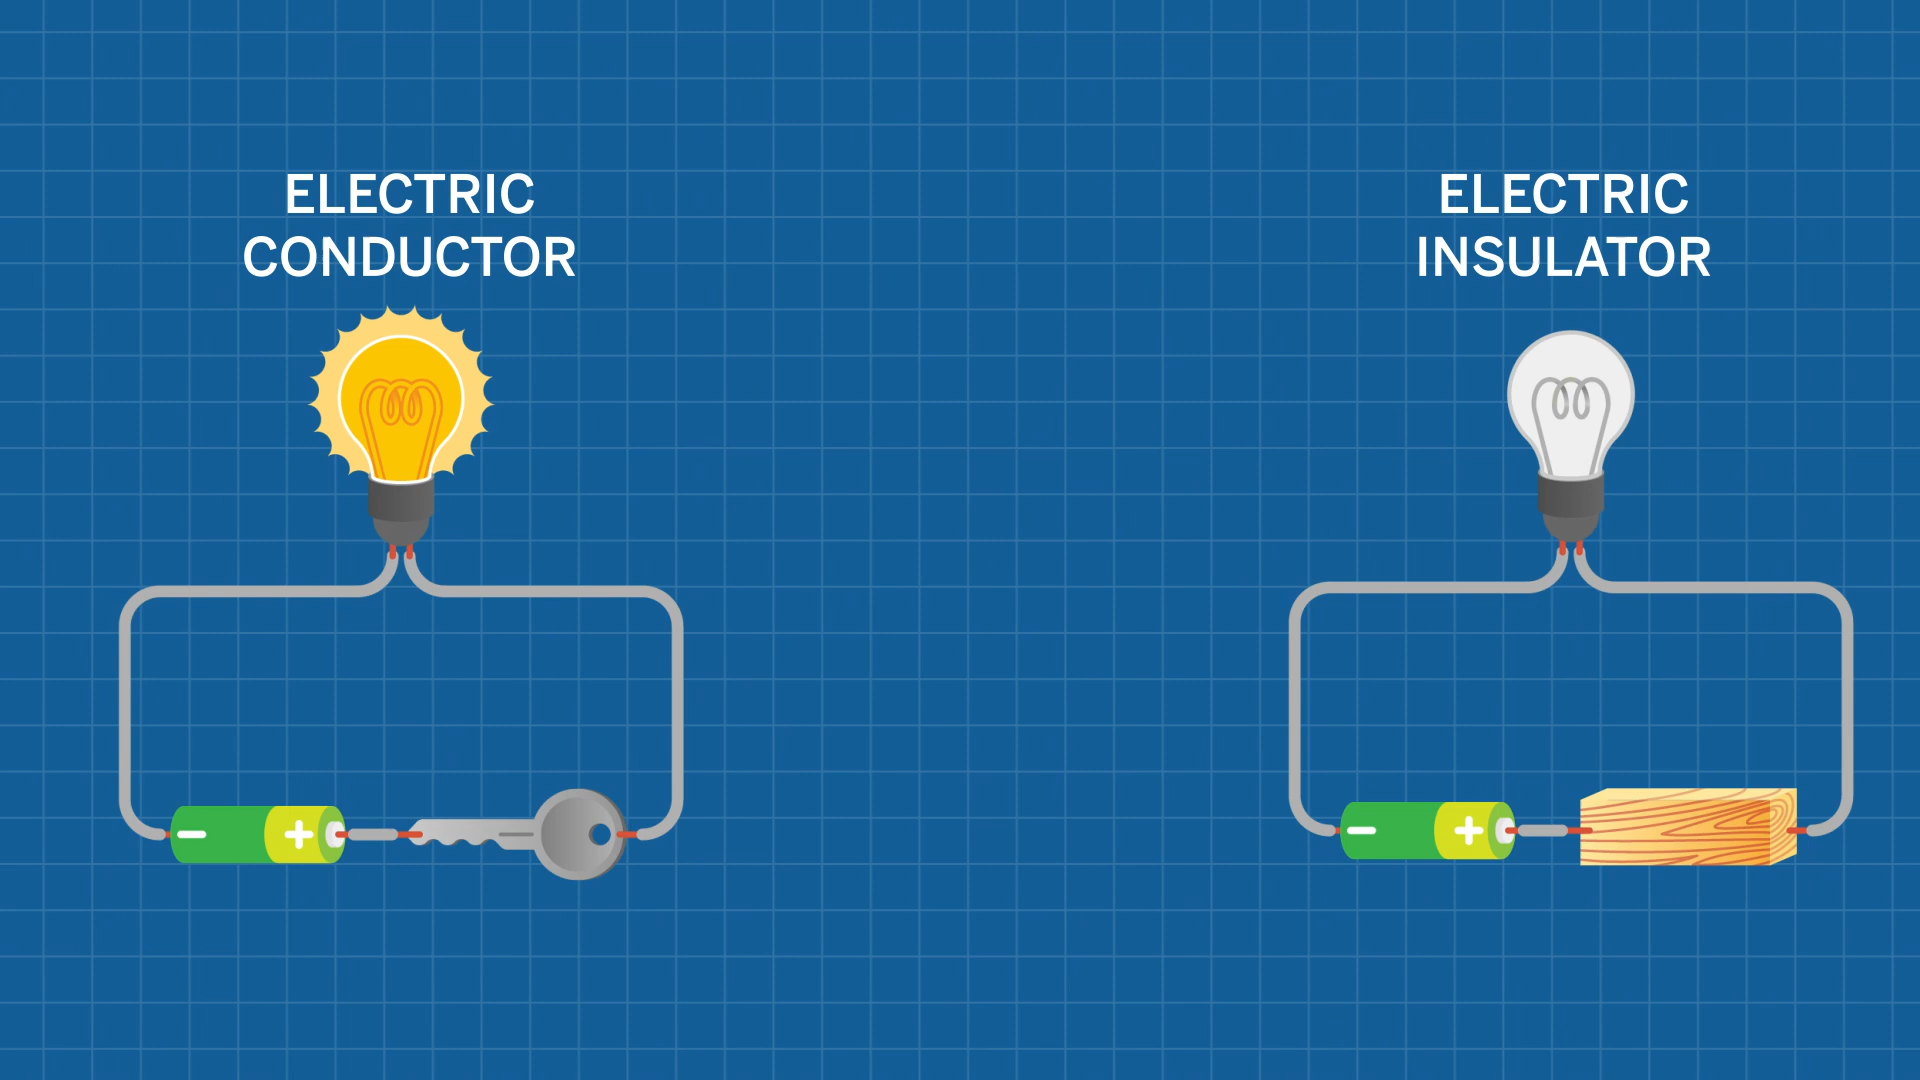 ELECTRIC
CONDUCTOR
ELECTRIC
INSULATOR
− +
− +